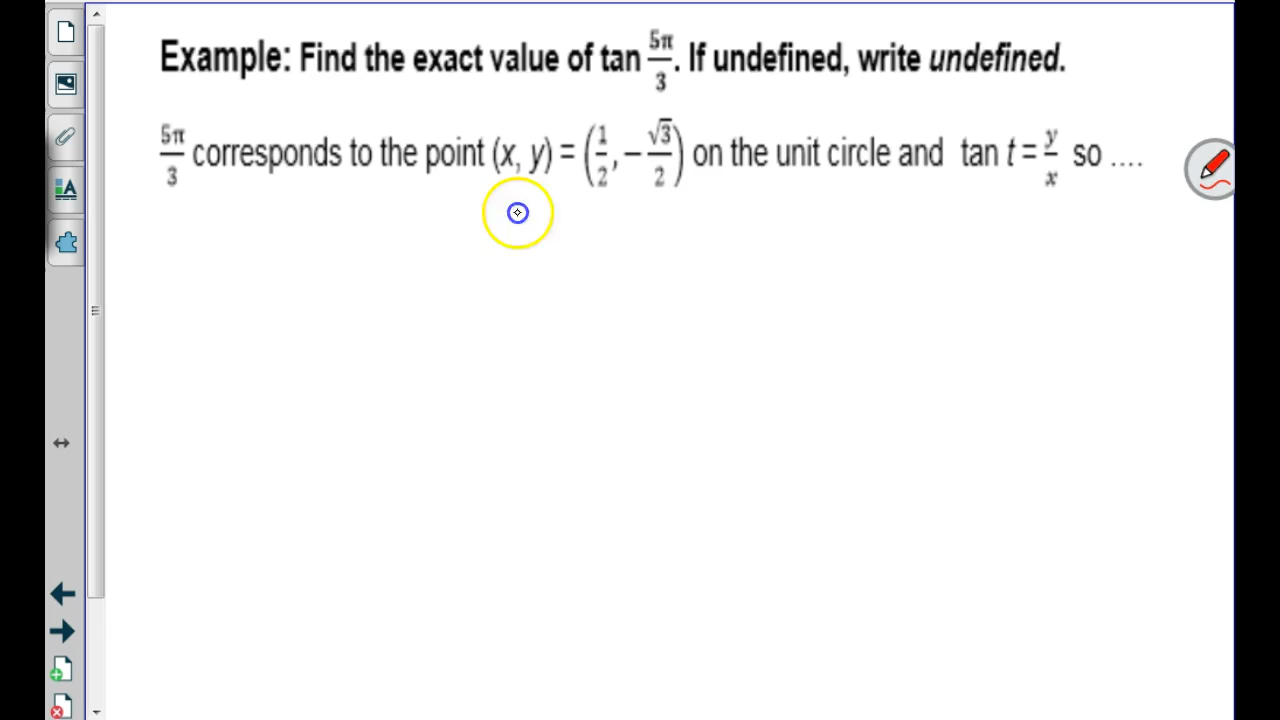 Example: Find the exact value of tan 5π/3. If undefined, write undefined.
5π/3 corresponds to the point (x, y) = (1/2, −√3/2) on the unit circle and tan t = y/x so ....